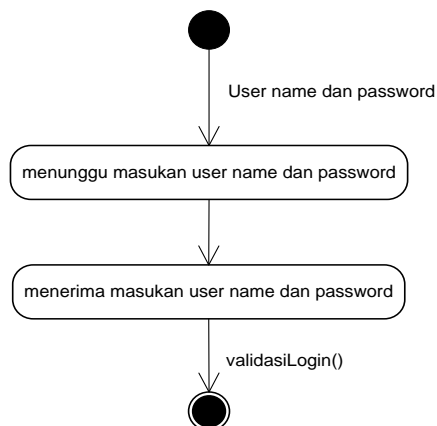 User name dan password
menunggu masukan user name dan password
menerima masukan user name dan password
validasiLogin()